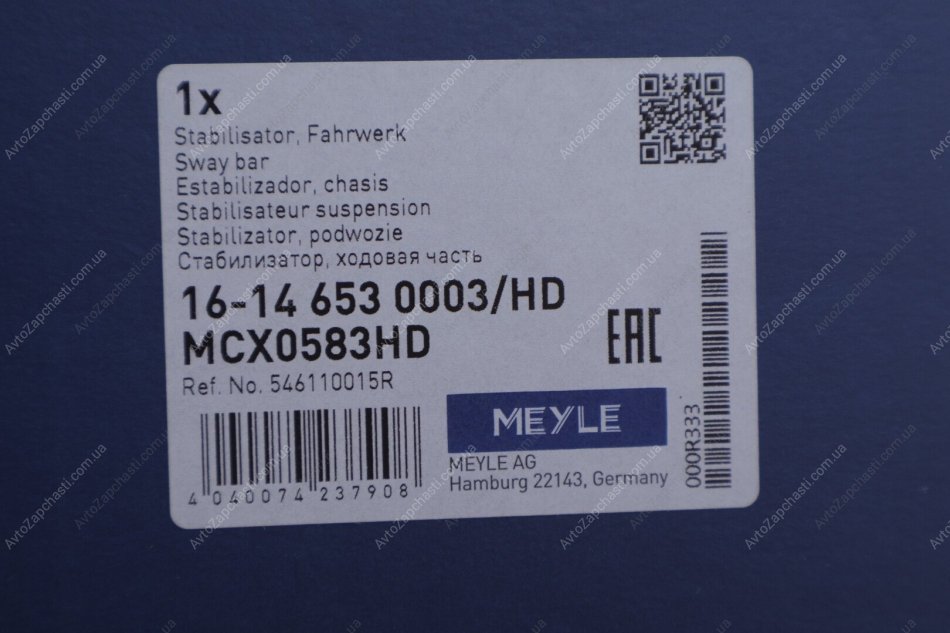 1x
Stabilisator, Fahrwerk
Sway bar
Estabilizador, chasis
Stabilisateur suspension
Stabilizator, podwozie
Стабилизатор, ходовая часть
16-14 653 0003/HD
MCX0583HD
Ref. No. 546110015R
EAC
MEYLE
MEYLE AG
Hamburg 22143, Germany
4 040074 237908
000R333
AvtoZapchasti.com.ua